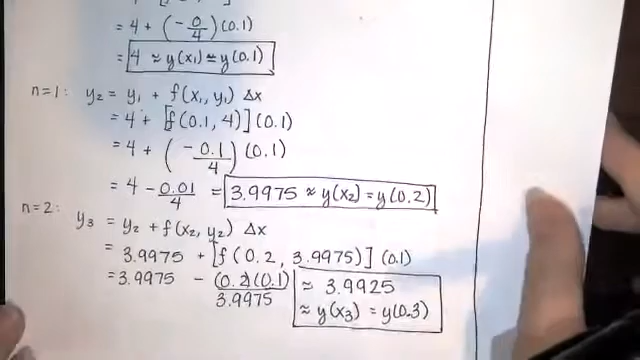 = 4 + (-0/4)(0.1)
= 4 ≈ y(x₁) ≈ y(0.1)
n=1: y₂ = y₁ + f(x₁, y₁) Δx
= 4 + [f(0.1, 4)](0.1)
= 4 + (-0.1/4)(0.1)
= 4 - 0.01/4 = 3.9975 ≈ y(x₂) = y(0.2)
n=2: y₃ = y₂ + f(x₂, y₂) Δx
= 3.9975 + [f(0.2, 3.9975)](0.1)
= 3.9975 - (0.2)(0.1)/3.9975 ≈ 3.9925
≈ y(x₃) = y(0.3)